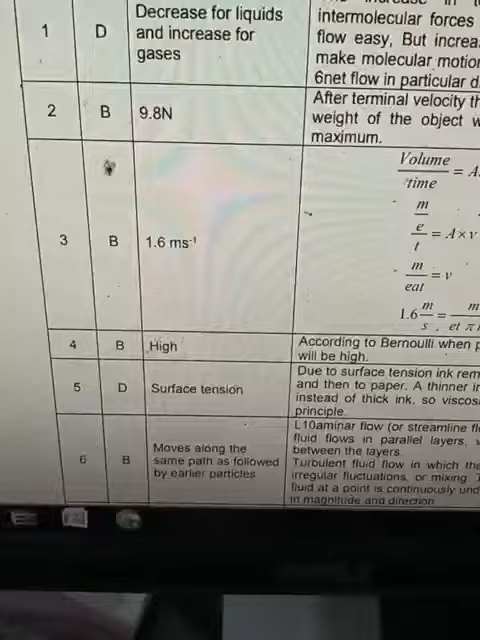 1
D
Decrease for liquids
and increase for
gases
intermolecular forces
flow easy, But increa
make molecular motion
6net flow in particular d
2
B
9.8N
After terminal velocity th
weight of the object w
maximum.
3
B
1.6 ms⁻¹
Volume
time
= A
m
e
t
= A×v
m
eat
= v
1.6 m
s
=
m
et π
4
B
High
According to Bernoulli when p
will be high.
5
D
Surface tension
Due to surface tension ink rem
and then to paper. A thinner in
instead of thick ink, so viscos
principle.
6
B
Moves along the
same path as followed
by earlier particles
L10aminar flow (or streamline fl
fluid flows in parallel layers,
between the layers.
Turbulent fluid flow in which the
irregular fluctuations, or mixing
fluid at a point is continuously und
in magnitude and direction